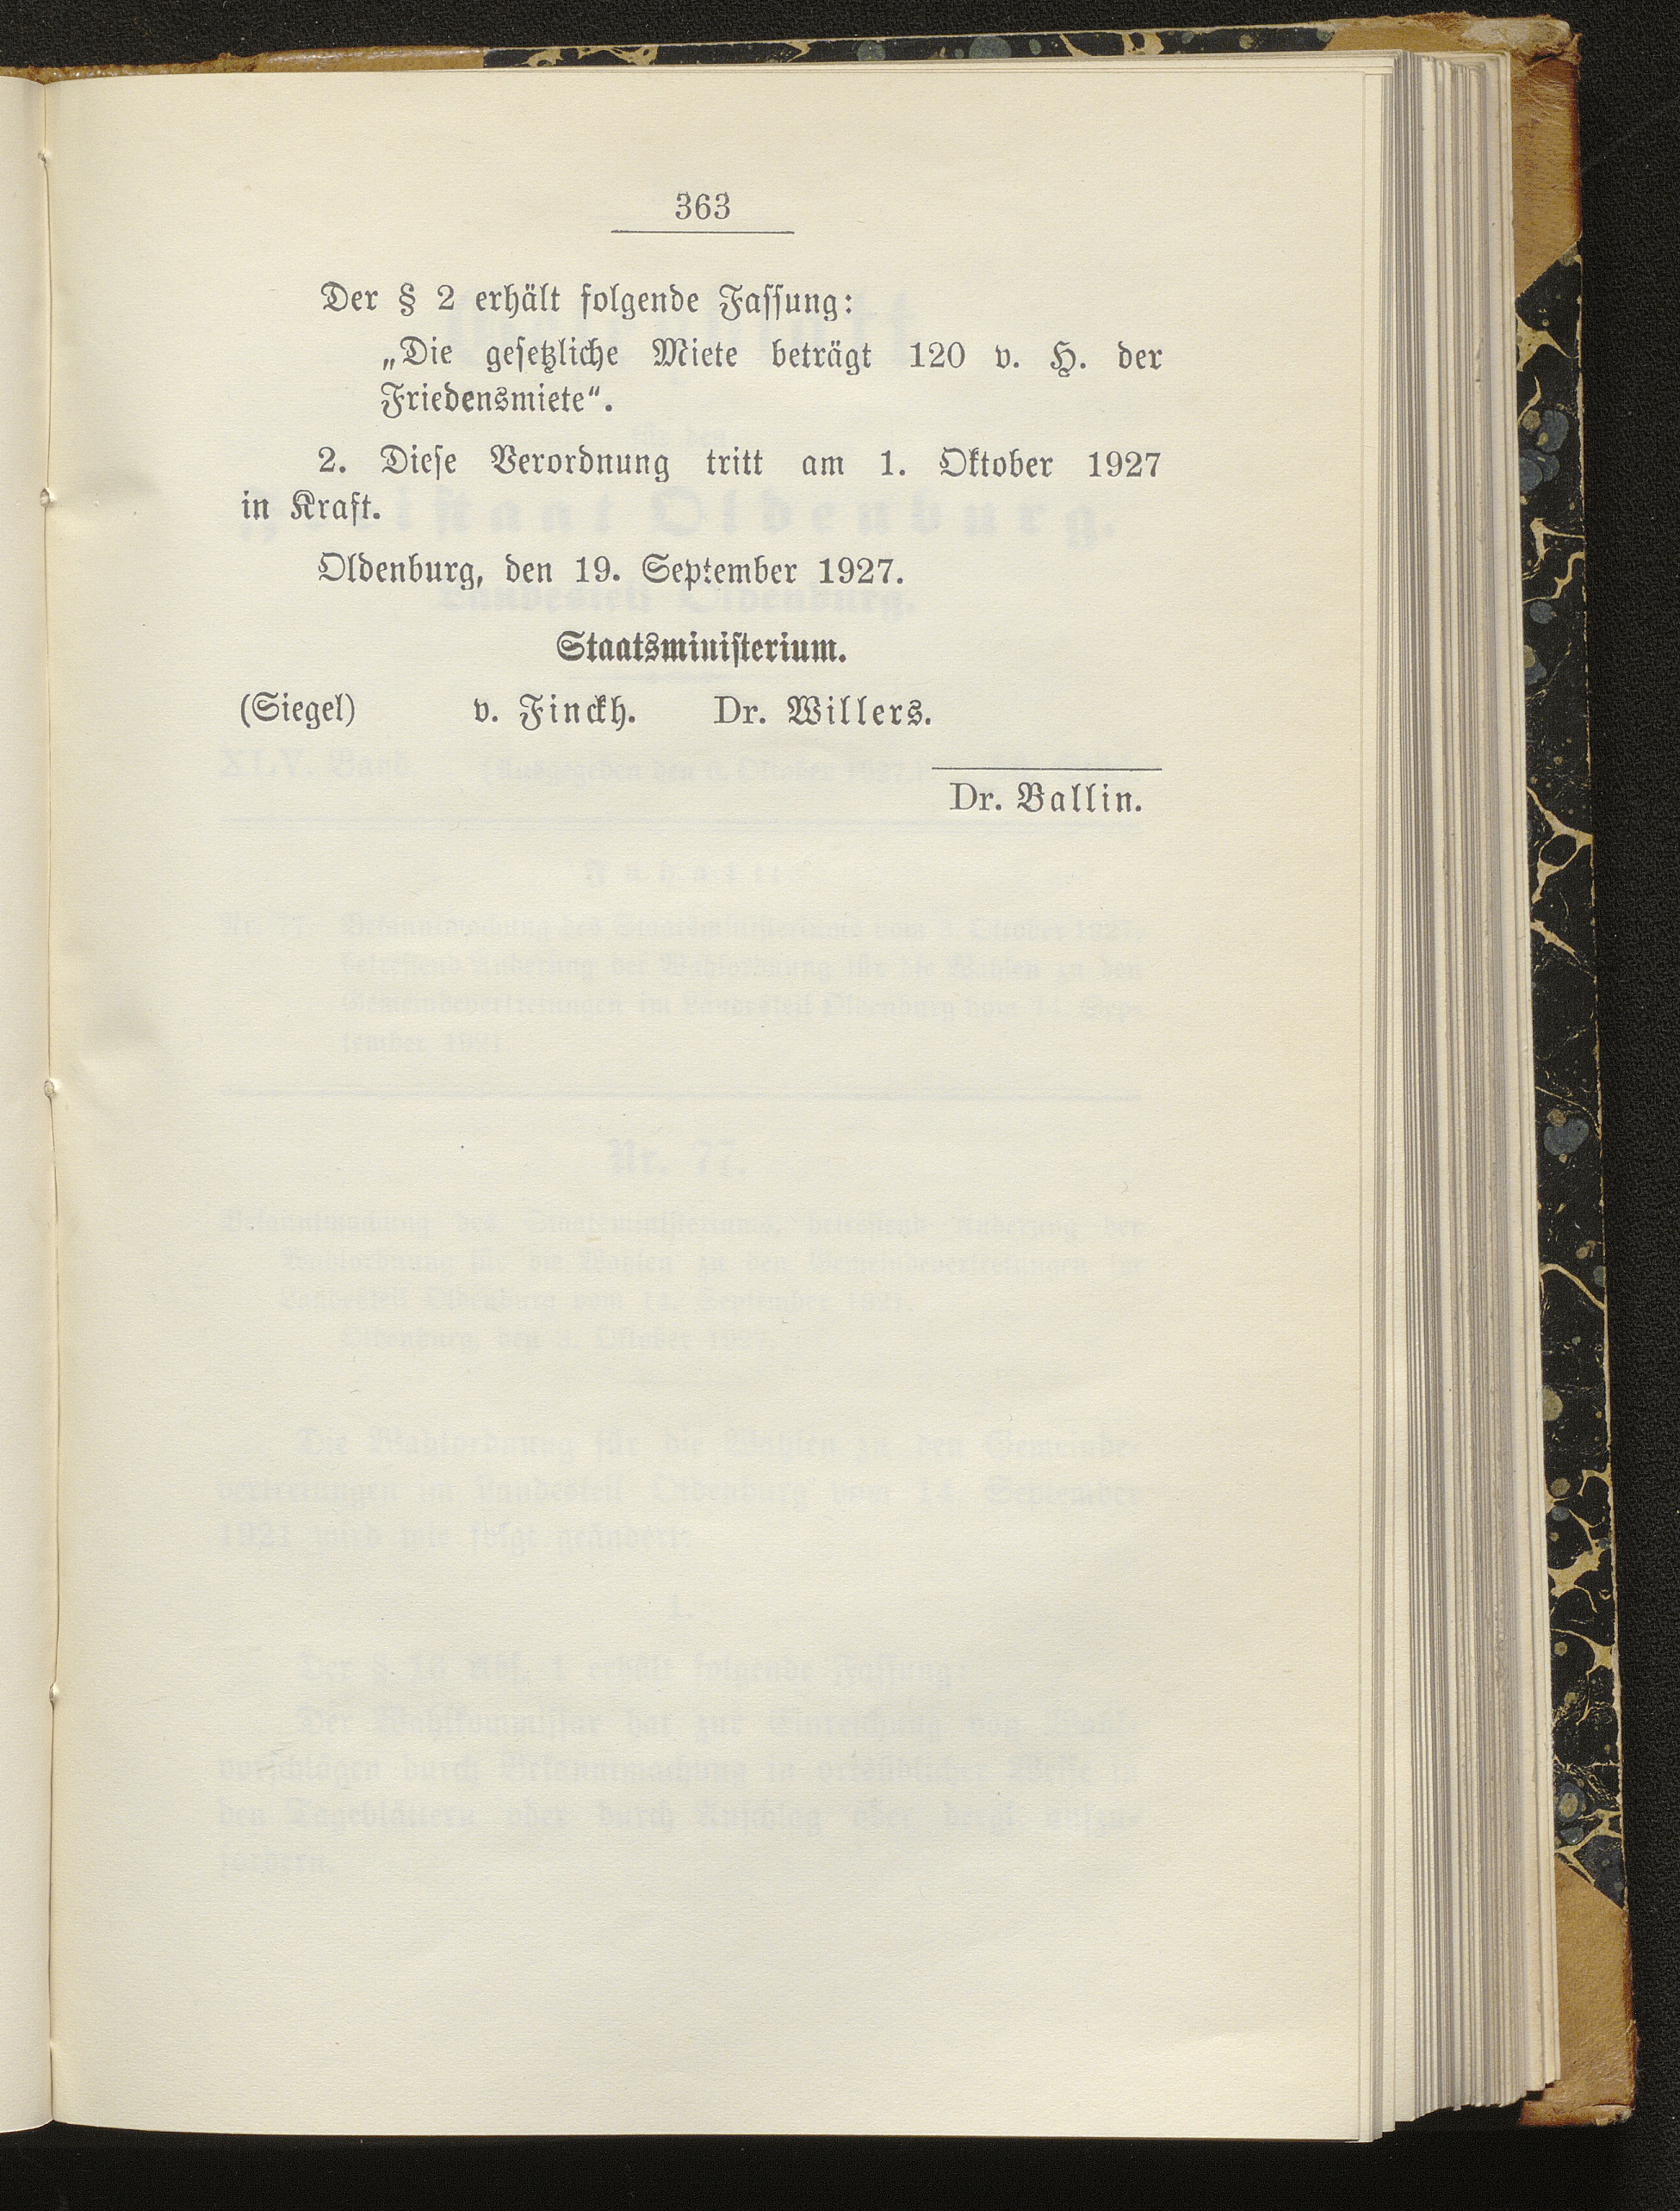 363
Der § 2 erhält folgende Fassung:
„Die gesetzliche Miete beträgt 120 v. H. der
Friedensmiete“.
2. Diese Verordnung tritt am 1. Oktober 1927
in Kraft.
Oldenburg, den 19. September 1927.
Staatsministerium.
(Siegel) v. Finckh. Dr. Willers.
Dr. Ballin.